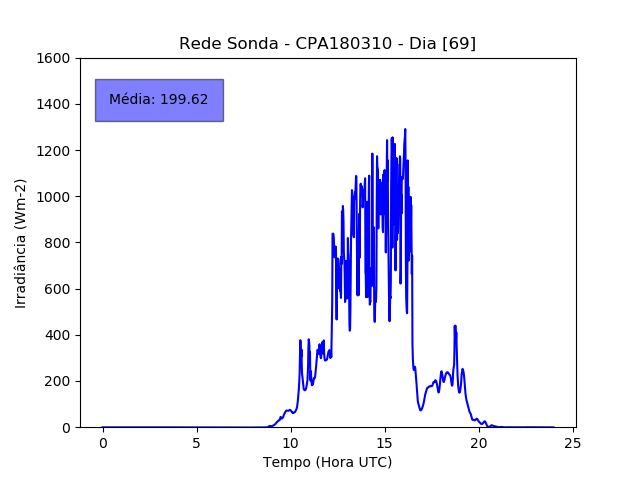 Rede Sonda - CPA180310 - Dia [69]
1600
1400
1200
1000
800
600
400
200
0
Média: 199.62
Irradiância (Wm-2)
0 5 10 15 20 25
Tempo (Hora UTC)